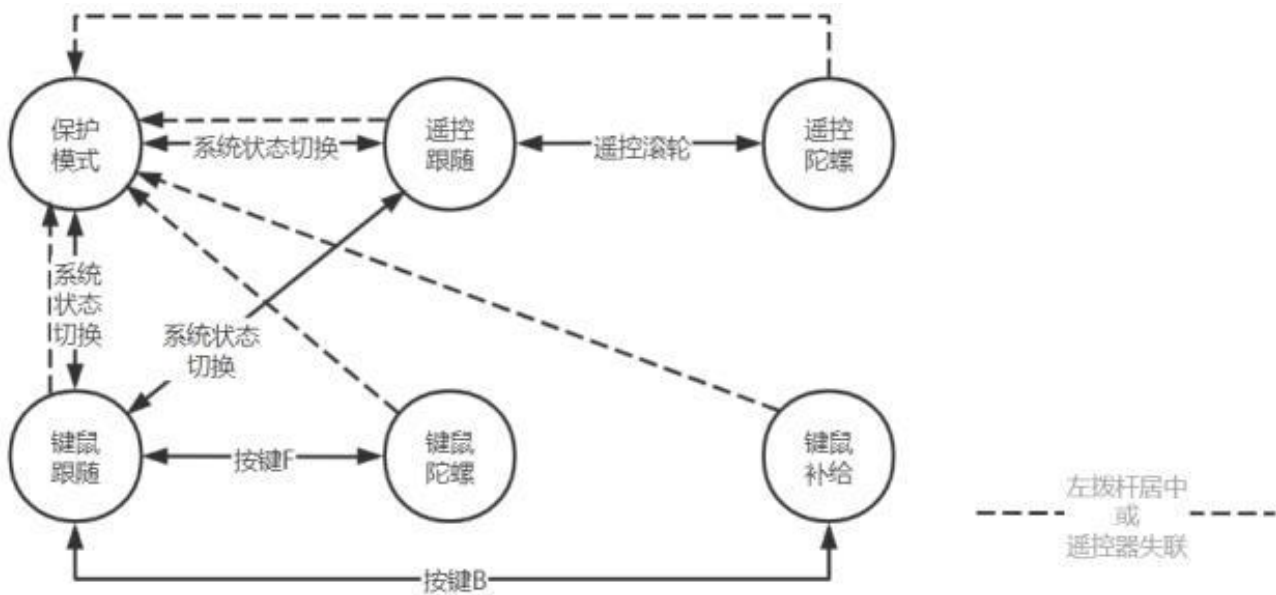 保护
模式
系统状态切换
遥控
跟随
遥控滚轮
遥控
陀螺
系统
状态
切换
系统状态
切换
键鼠
跟随
按键F
键鼠
陀螺
键鼠
补给
按键B
左拨杆居中
或
遥控器失联